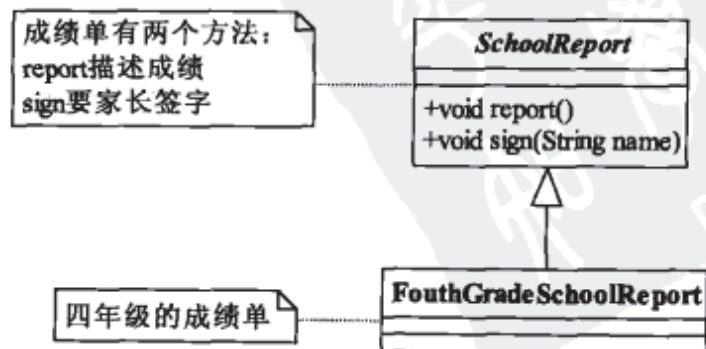 成绩单有两个方法：
report描述成绩
sign要家长签字
SchoolReport
+void report()
+void sign(String name)
四年级的成绩单
FouthGradeSchoolReport